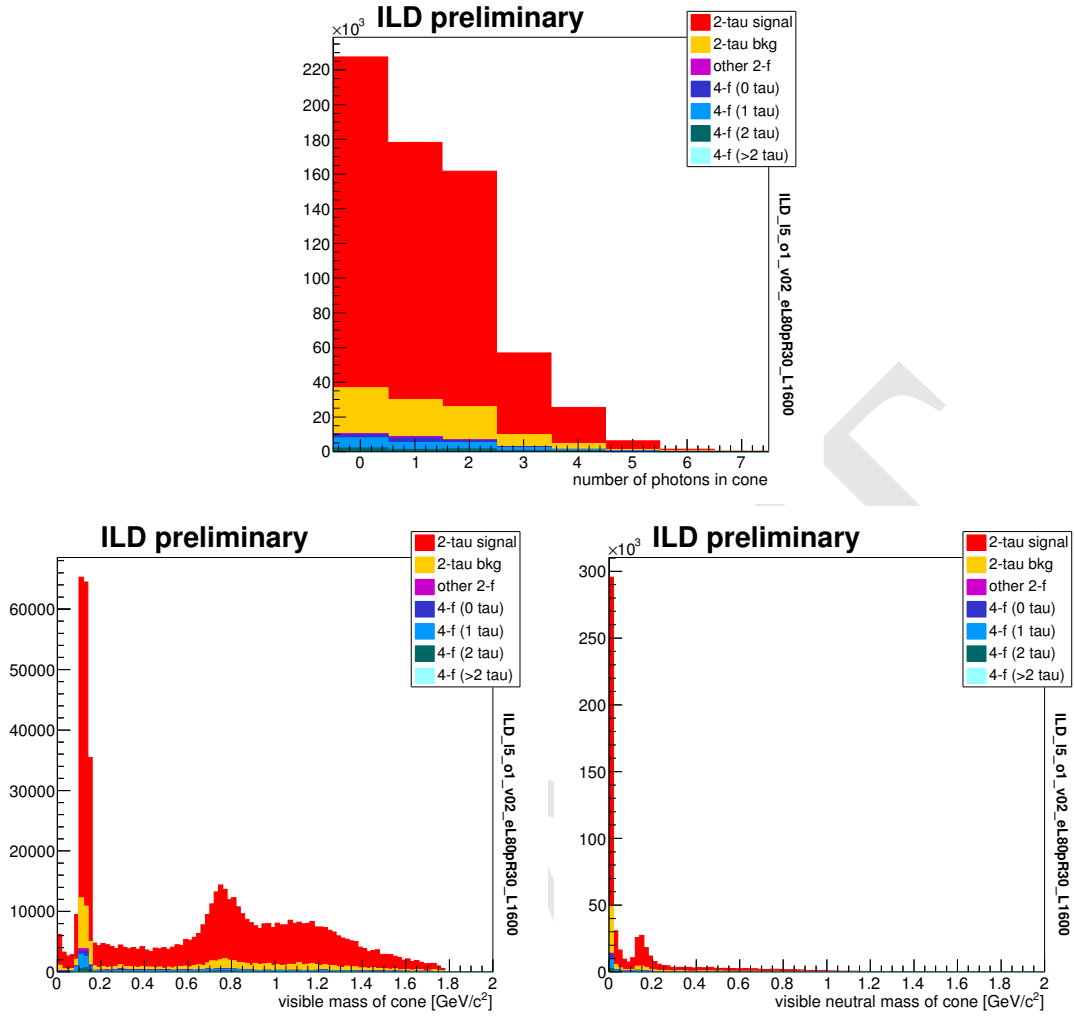 ILD preliminary
×10³
2-tau signal
2-tau bkg
other 2-f
4-f (0 tau)
4-f (1 tau)
4-f (2 tau)
4-f (>2 tau)
220
200
180
160
140
120
100
80
60
40
20
0
0 1 2 3 4 5 6 7
number of photons in cone
ILD_l5_o1_v02_eL80pR30_L1600
ILD preliminary
2-tau signal
2-tau bkg
other 2-f
4-f (0 tau)
4-f (1 tau)
4-f (2 tau)
4-f (>2 tau)
60000
50000
40000
30000
20000
10000
0
0 0.2 0.4 0.6 0.8 1 1.2 1.4 1.6 1.8 2
visible mass of cone [GeV/c²]
ILD_l5_o1_v02_eL80pR30_L1600
ILD preliminary
×10³
2-tau signal
2-tau bkg
other 2-f
4-f (0 tau)
4-f (1 tau)
4-f (2 tau)
4-f (>2 tau)
300
250
200
150
100
50
0
0 0.2 0.4 0.6 0.8 1 1.2 1.4 1.6 1.8 2
visible neutral mass of cone [GeV/c²]
ILD_l5_o1_v02_eL80pR30_L1600